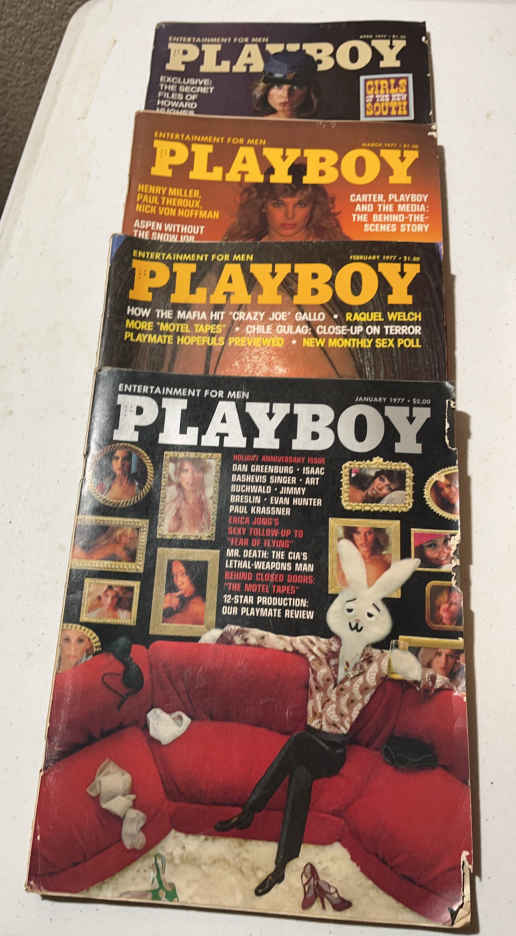 ENTERTAINMENT FOR MEN
APRIL 1977 • $1.50
PLAYBOY
EXCLUSIVE:
THE SECRET
FILES OF
HOWARD
HUGHES
GIRLS
OF THE NEW
SOUTH
ENTERTAINMENT FOR MEN
MARCH 1977 • $1.50
PLAYBOY
HENRY MILLER,
PAUL THEROUX,
NICK VON HOFFMAN
ASPEN WITHOUT
THE SNOW JOB
CARTER, PLAYBOY
AND THE MEDIA:
THE BEHIND-THE-
SCENES STORY
ENTERTAINMENT FOR MEN
FEBRUARY 1977 • $1.50
PLAYBOY
HOW THE MAFIA HIT "CRAZY JOE" GALLO • RAQUEL WELCH
MORE "MOTEL TAPES" • CHILE GULAG: CLOSE-UP ON TERROR
PLAYMATE HOPEFULS PREVIEWED • NEW MONTHLY SEX POLL
ENTERTAINMENT FOR MEN
JANUARY 1977 • $2.00
PLAYBOY
HOLIDAY ANNIVERSARY ISSUE
DAN GREENBURG • ISAAC
BASHEVIS SINGER • ART
BUCHWALD • JIMMY
BRESLIN • EVAN HUNTER
PAUL KRASSNER
ERICA JONG'S
SEXY FOLLOW-UP TO
"FEAR OF FLYING"
MR. DEATH: THE CIA'S
LETHAL-WEAPONS MAN
BEHIND CLOSED DOORS:
"THE MOTEL TAPES"
12-STAR PRODUCTION:
OUR PLAYMATE REVIEW